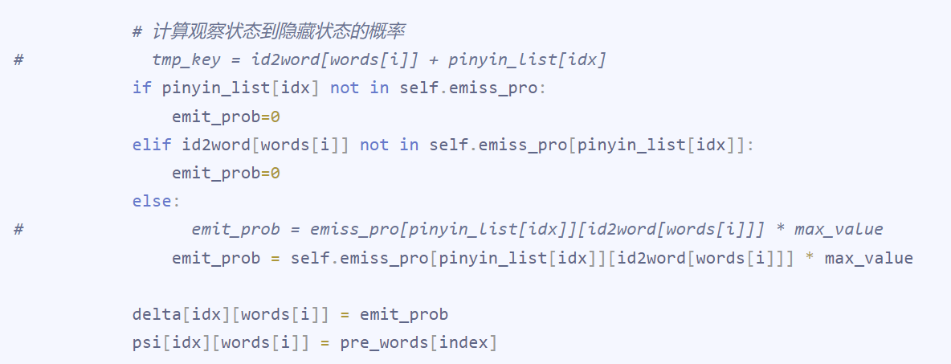 # 计算观察状态到隐藏状态的概率
#             tmp_key = id2word[words[i]] + pinyin_list[idx]
            if pinyin_list[idx] not in self.emiss_pro:
                emit_prob=0
            elif id2word[words[i]] not in self.emiss_pro[pinyin_list[idx]]:
                emit_prob=0
            else:
#                 emit_prob = emiss_pro[pinyin_list[idx]][id2word[words[i]]] * max_value
                emit_prob = self.emiss_pro[pinyin_list[idx]][id2word[words[i]]] * max_value
            delta[idx][words[i]] = emit_prob
            psi[idx][words[i]] = pre_words[index]